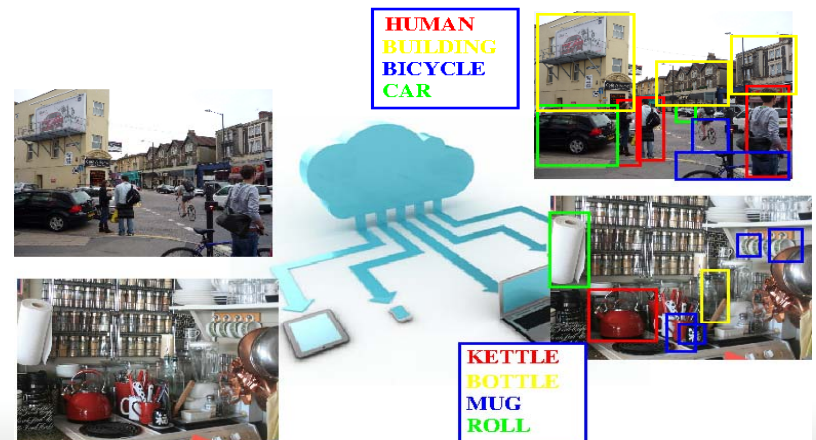 HUMAN
BUILDING
BICYCLE
CAR
KETTLE
BOTTLE
MUG
ROLL